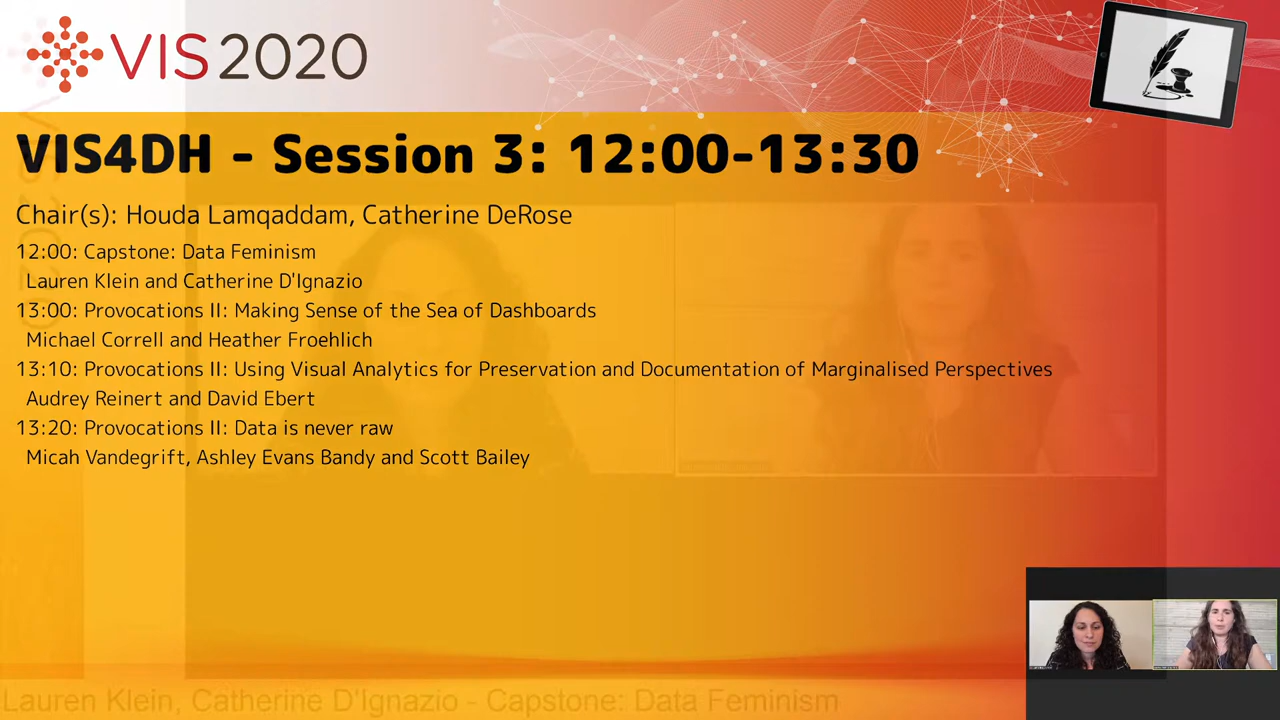 VIS2020
VIS4DH - Session 3: 12:00-13:30
Chair(s): Houda Lamqaddam, Catherine DeRose
12:00: Capstone: Data Feminism
Lauren Klein and Catherine D'Ignazio
13:00: Provocations II: Making Sense of the Sea of Dashboards
Michael Correll and Heather Froehlich
13:10: Provocations II: Using Visual Analytics for Preservation and Documentation of Marginalised Perspectives
Audrey Reinert and David Ebert
13:20: Provocations II: Data is never raw
Micah Vandegrift, Ashley Evans Bandy and Scott Bailey
Lauren Klein, Catherine D'Ignazio - Capstone: Data Feminism